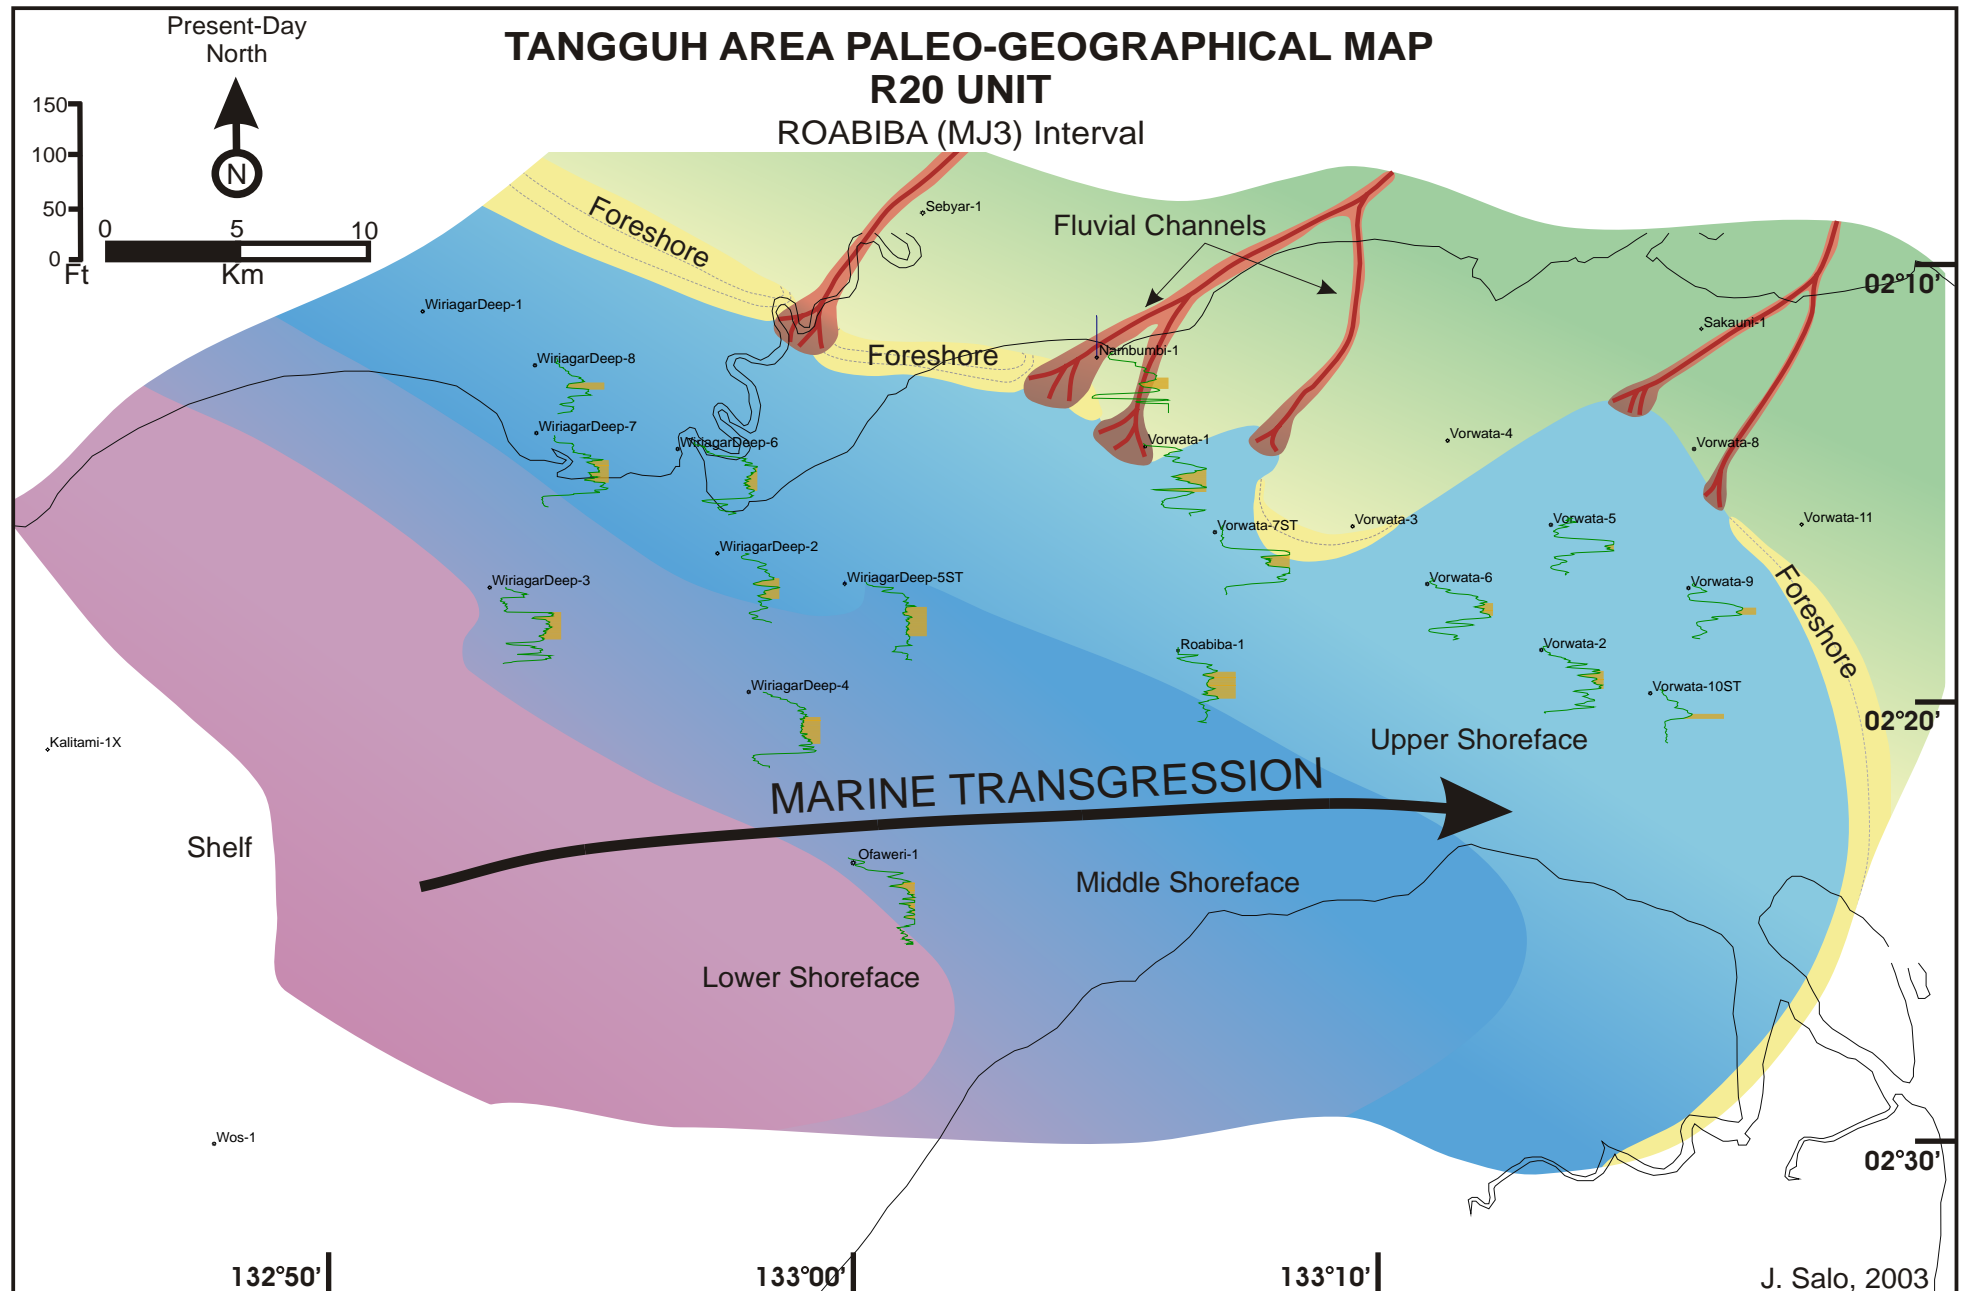 Present-Day
North
TANGGUH AREA PALEO-GEOGRAPHICAL MAP
R20 UNIT
ROABIBA (MJ3) Interval
150
100
50
0
Ft
0 5 10
Km
N
Foreshore
Sebyar-1
Fluvial Channels
02°10'
WiriagarDeep-1
Sakauni-1
WiriagarDeep-8
Foreshore
Nambumbi-1
WiriagarDeep-7
WiriagarDeep-6
Vorwata-1
Vorwata-4
Vorwata-8
Vorwata-7ST
Vorwata-3
Vorwata-5
Vorwata-11
WiriagarDeep-2
WiriagarDeep-3
WiriagarDeep-5ST
Vorwata-6
Vorwata-9
Foreshore
Roabiba-1
Vorwata-2
WiriagarDeep-4
Vorwata-10ST
02°20'
Kalitami-1X
Upper Shoreface
MARINE TRANSGRESSION
Shelf
Ofaweri-1
Middle Shoreface
Lower Shoreface
Wos-1
02°30'
132°50'
133°00'
133°10'
J. Salo, 2003